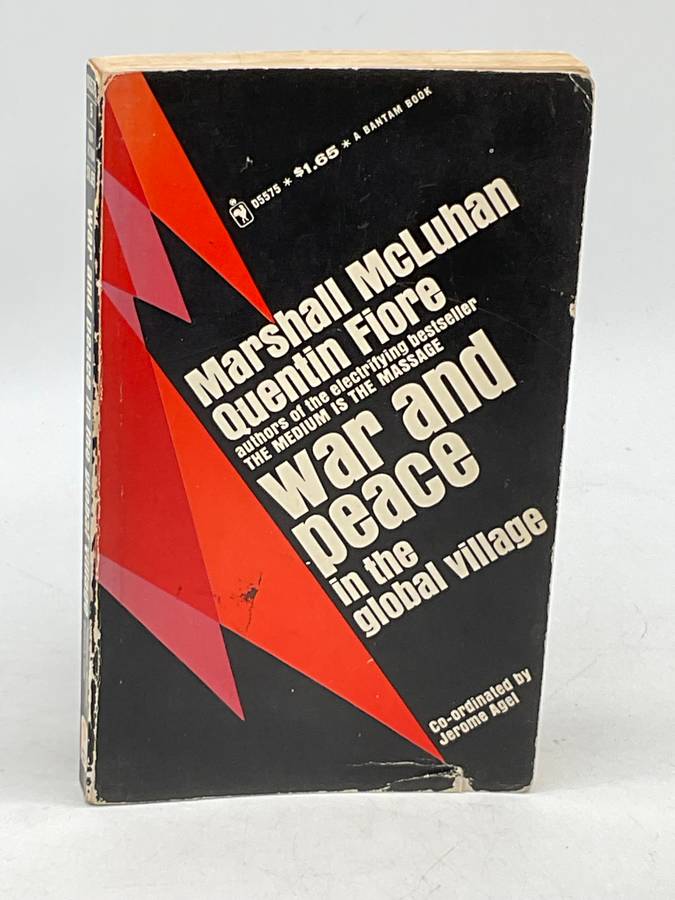 D5575 * $1.65 * A BANTAM BOOK
Marshall McLuhan
Quentin Fiore
authors of the electrifying bestseller
THE MEDIUM IS THE MASSAGE
war and
peace
in the
global village
Co-ordinated by
Jerome Agel